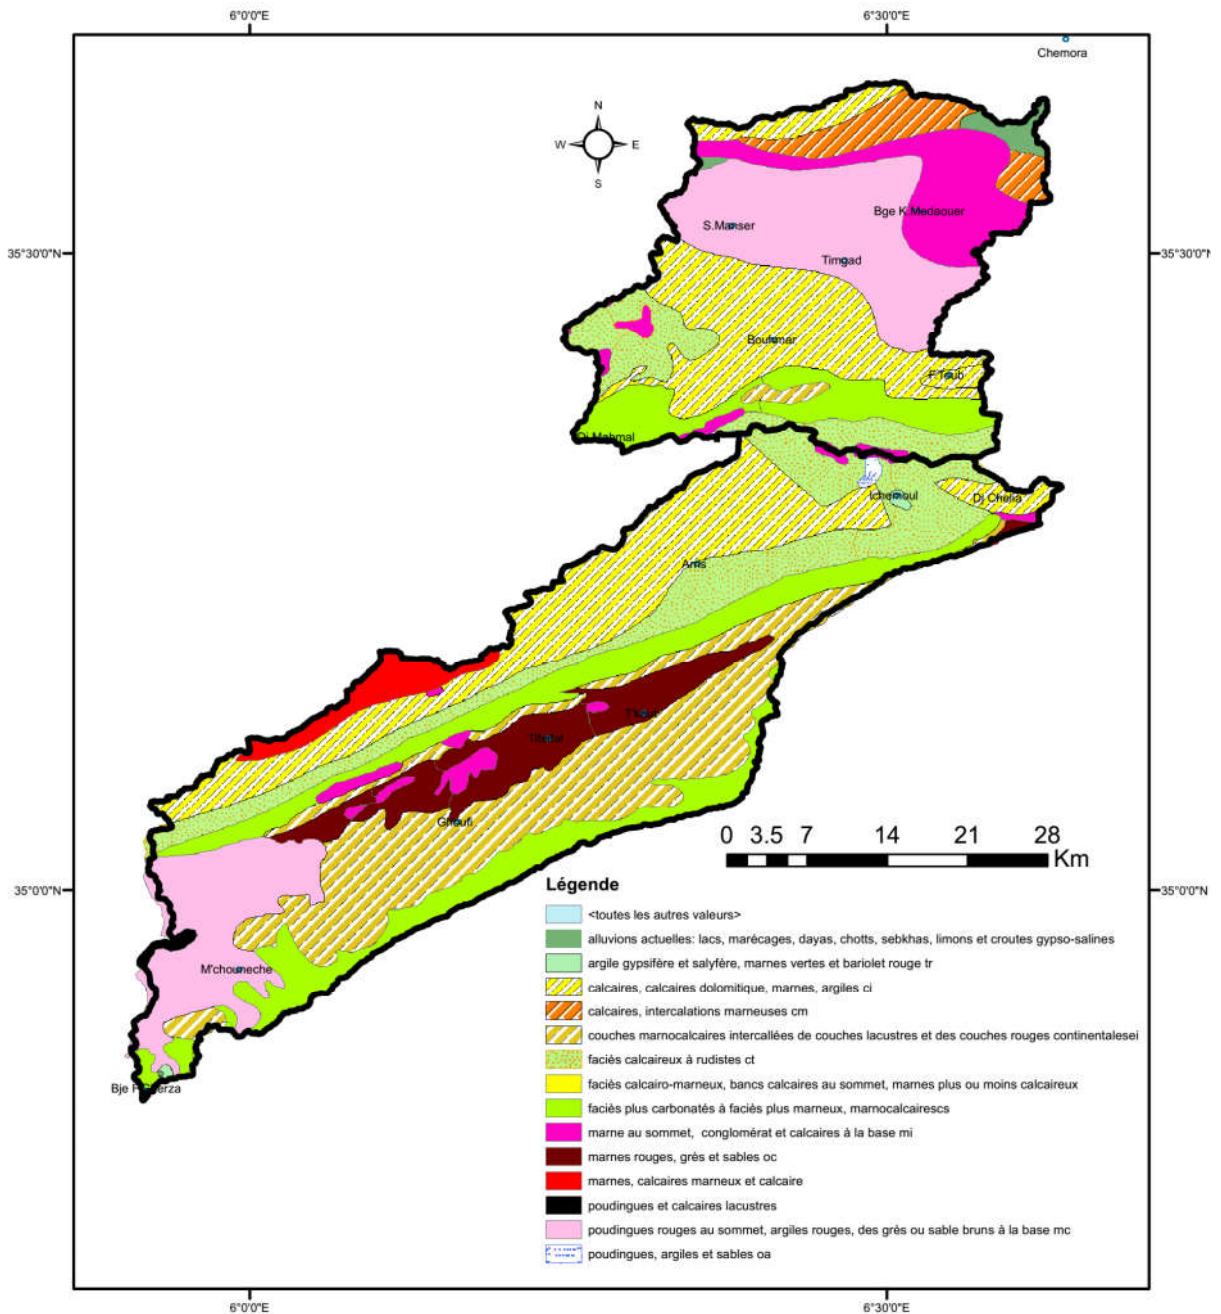 6°0'0"E
6°30'0"E
Chemora
N
W
E
S
Bge K.Medaouer
S.Manser
35°30'0"N
35°30'0"N
Timgad
Boulhmar
F.Toub
Dj Mahmal
Ichemoul
Dj Chelia
Arris
T'kout
Tifelfal
Ghoufi
0 3.5 7 14 21 28
Km
35°0'0"N
35°0'0"N
Légende
<toutes les autres valeurs>
alluvions actuelles: lacs, marécages, dayas, chotts, sebkhas, limons et croutes gypso-salines
M'chouneche
argile gypsifère et salyfère, marnes vertes et bariolet rouge tr
calcaires, calcaires dolomitique, marnes, argiles ci
calcaires, intercalations marneuses cm
couches marnocalcaires intercallées de couches lacustres et des couches rouges continentalesei
faciès calcaireux à rudistes ct
faciès calcairo-marneux, bancs calcaires au sommet, marnes plus ou moins calcaireux
Bje F
faciès plus carbonatés à faciès plus marneux, marnocalcairescs
marne au sommet, conglomérat et calcaires à la base mi
marnes rouges, grès et sables oc
marnes, calcaires marneux et calcaire
poudingues et calcaires lacustres
poudingues rouges au sommet, argiles rouges, des grès ou sable bruns à la base mc
poudingues, argiles et sables oa
6°0'0"E
6°30'0"E